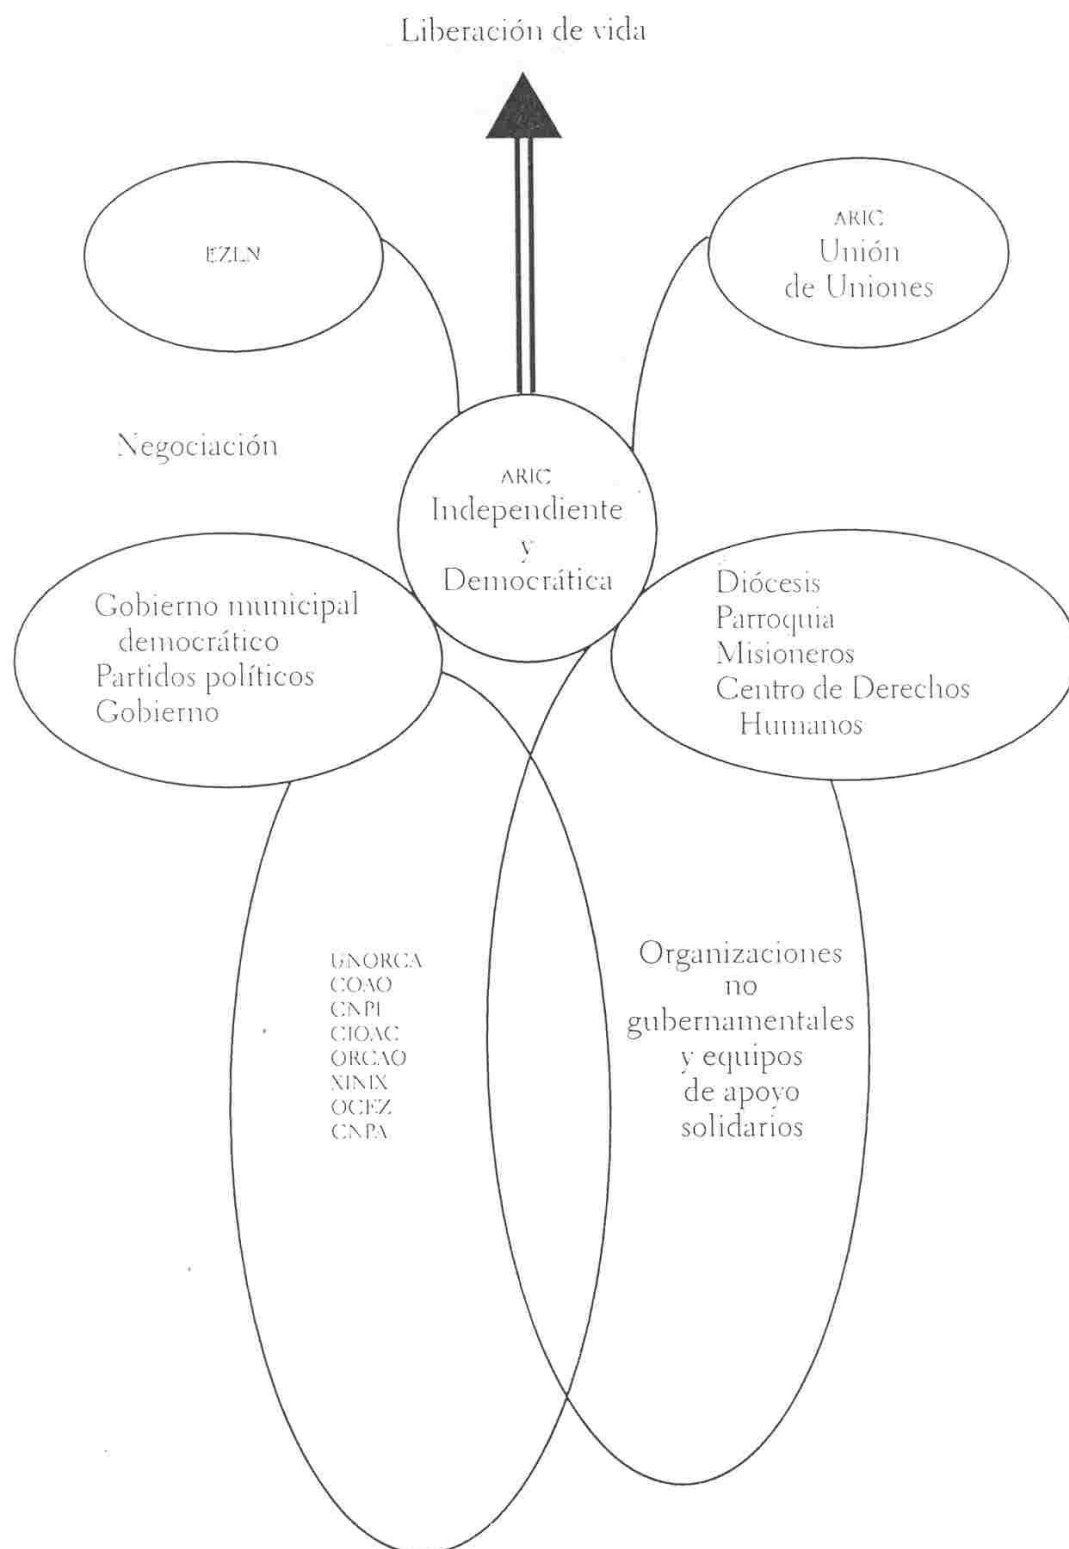 Liberación de vida
EZLN
ARIC
Unión
de Uniones
Negociación
ARIC
Independiente
y
Democrática
Gobierno municipal
democrático
Partidos políticos
Gobierno
Diócesis
Parroquia
Misioneros
Centro de Derechos
Humanos
UNORCA
COAO
CNPI
CIOAC
ORCAO
XINIX
OCEZ
CNPA
Organizaciones
no
gubernamentales
y equipos
de apoyo
solidarios